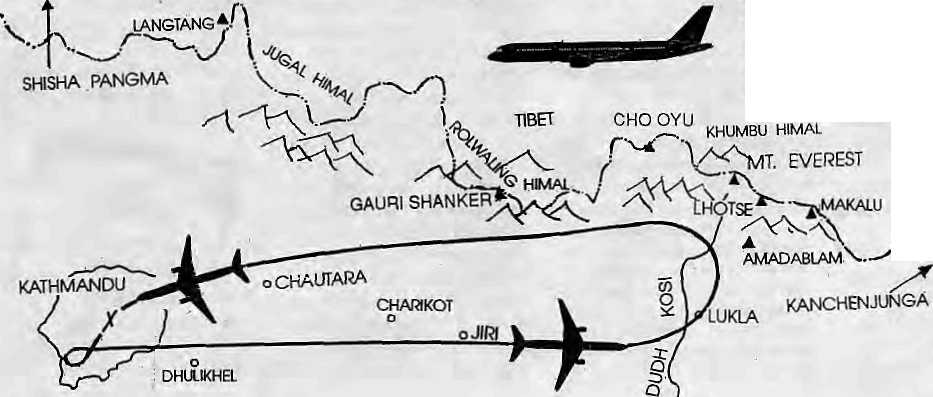 LANGTANG
SHISHA PANGMA
JUGAL HIMAL
TIBET
CHO OYU
KHUMBU HIMAL
ROLWALING HIMAL
MT. EVEREST
GAURI SHANKER
LHOTSE
MAKALU
AMADABLAM
KATHMANDU
CHAUTARA
KANCHENJUNGA
CHARIKOT
DUDH KOSI
LUKLA
JIRI
DHULIKHEL